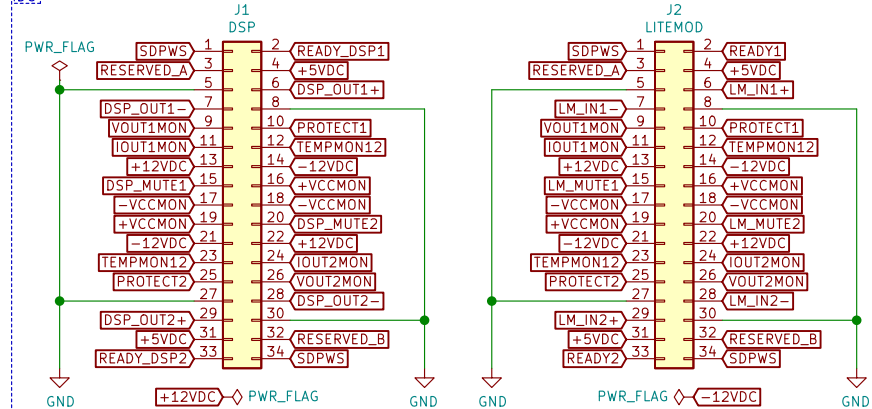 J1
DSP
J2
LITEMOD
PWR_FLAG
SDPWS 1 2 READY_DSP1
RESERVED_A 3 4 +5VDC
5 6 DSP_OUT1+
DSP_OUT1- 7 8
VOUT1MON 9 10 PROTECT1
IOUT1MON 11 12 TEMPMON12
+12VDC 13 14 -12VDC
DSP_MUTE1 15 16 +VCCMON
-VCCMON 17 18 -VCCMON
+VCCMON 19 20 DSP_MUTE2
-12VDC 21 22 +12VDC
TEMPMON12 23 24 IOUT2MON
PROTECT2 25 26 VOUT2MON
27 28 DSP_OUT2-
DSP_OUT2+ 29 30
+5VDC 31 32 RESERVED_B
READY_DSP2 33 34 SDPWS
GND
+12VDC PWR_FLAG
GND
SDPWS 1 2 READY1
RESERVED_A 3 4 +5VDC
5 6 LM_IN1+
LM_IN1- 7 8
VOUT1MON 9 10 PROTECT1
IOUT1MON 11 12 TEMPMON12
+12VDC 13 14 -12VDC
LM_MUTE1 15 16 +VCCMON
-VCCMON 17 18 -VCCMON
+VCCMON 19 20 LM_MUTE2
-12VDC 21 22 +12VDC
TEMPMON12 23 24 IOUT2MON
PROTECT2 25 26 VOUT2MON
27 28 LM_IN2-
LM_IN2+ 29 30
+5VDC 31 32 RESERVED_B
READY2 33 34 SDPWS
GND
PWR_FLAG -12VDC
GND